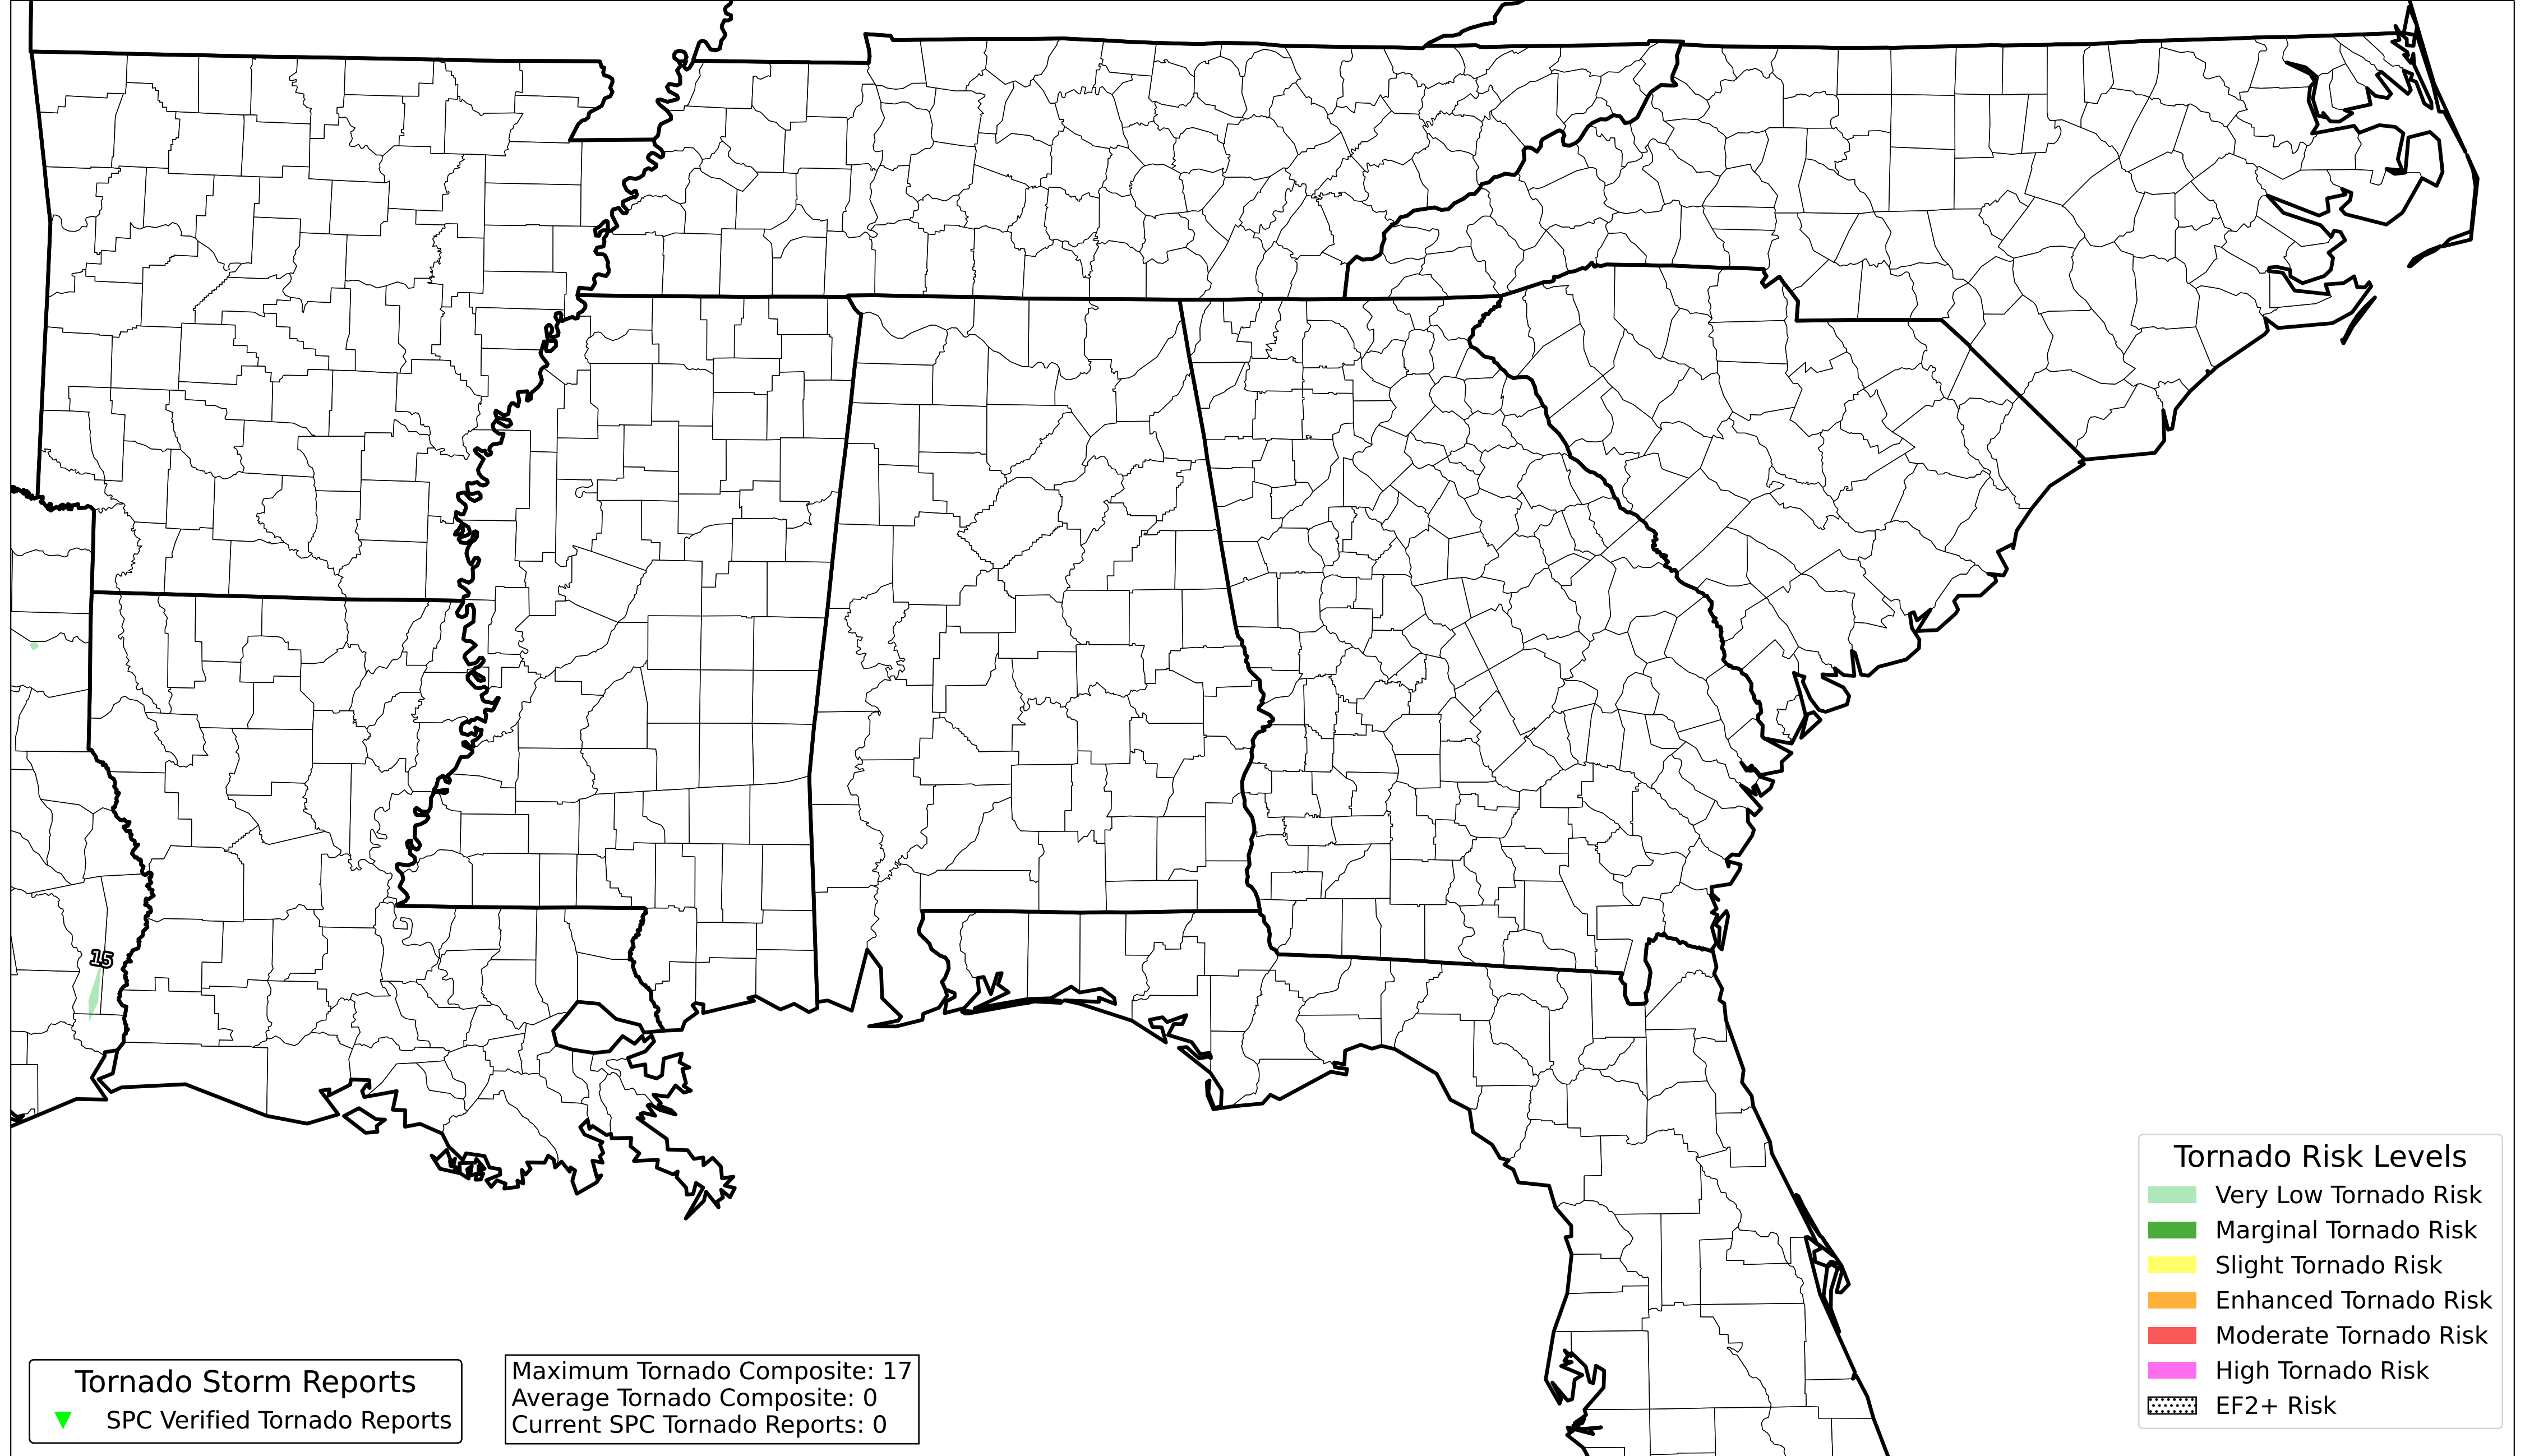 15
Tornado Risk Levels
Very Low Tornado Risk
Marginal Tornado Risk
Slight Tornado Risk
Enhanced Tornado Risk
Moderate Tornado Risk
High Tornado Risk
EF2+ Risk
Tornado Storm Reports
SPC Verified Tornado Reports
Maximum Tornado Composite: 17
Average Tornado Composite: 0
Current SPC Tornado Reports: 0